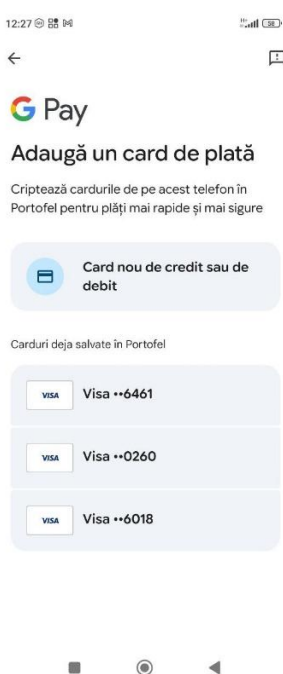 12:27
58
G Pay
Adaugă un card de plată
Criptează cardurile de pe acest telefon în
Portofel pentru plăți mai rapide și mai sigure
Card nou de credit sau de
debit
Carduri deja salvate în Portofel
VISA Visa ••6461
VISA Visa ••0260
VISA Visa ••6018